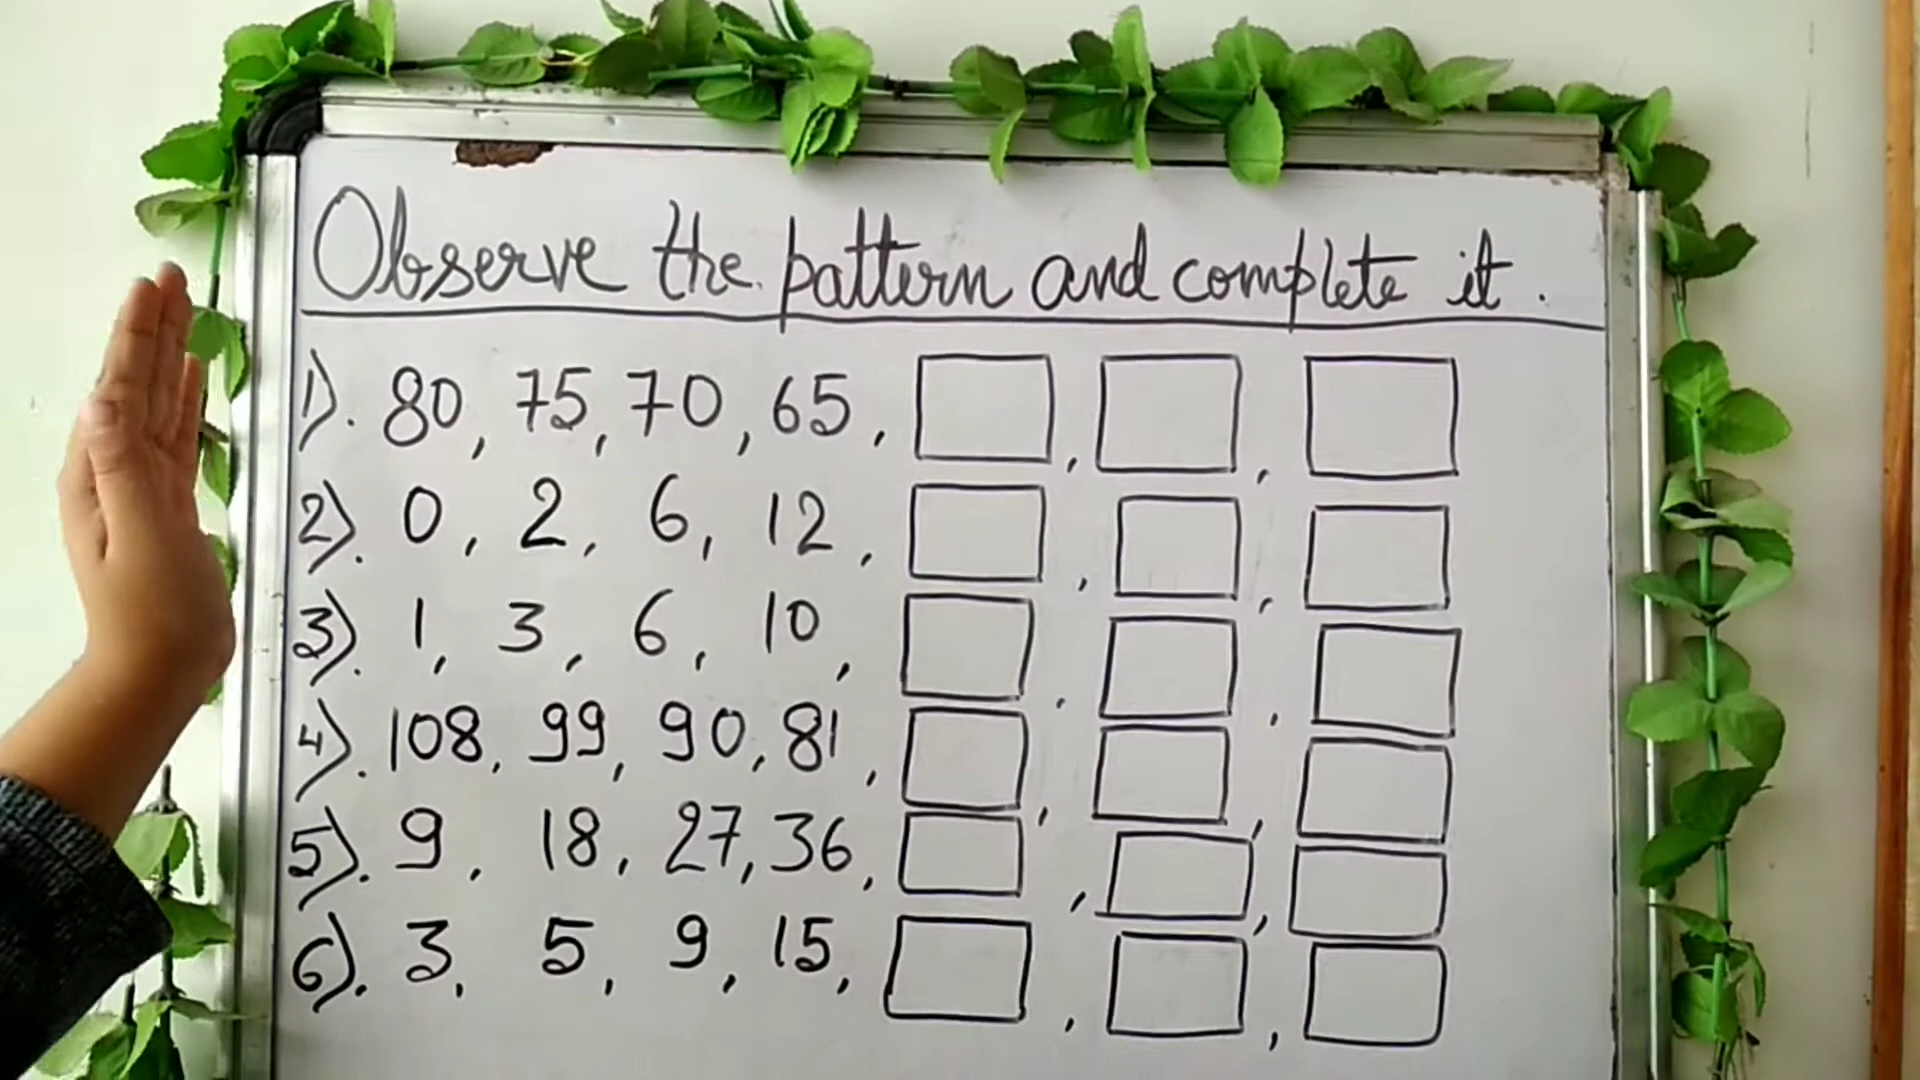 Observe the pattern and complete it.
1). 80, 75, 70, 65,
2). 0, 2, 6, 12,
3). 1, 3, 6, 10,
4). 108, 99, 90, 81,
5). 9, 18, 27, 36,
6). 3, 5, 9, 15,